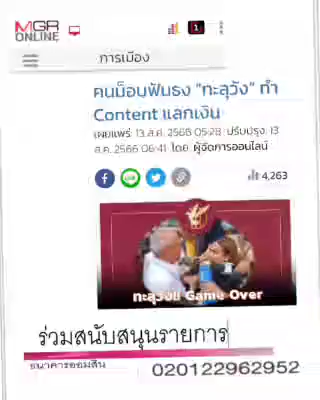 MGR
ONLINE
1
การเมือง
คนม็อบฟันธง "ทะลุวัง" ทำ
Content แลกเงิน
เผยแพร่: 13 ส.ค. 2566 05:28 ปรับปรุง: 13
ส.ค. 2566 06:41 โดย: ผู้จัดการออนไลน์
LINE
4,263
ทะลุวัง!! Game Over
ร่วมสนับสนุนรายการ
ธนาคารออมสิน
020122962952